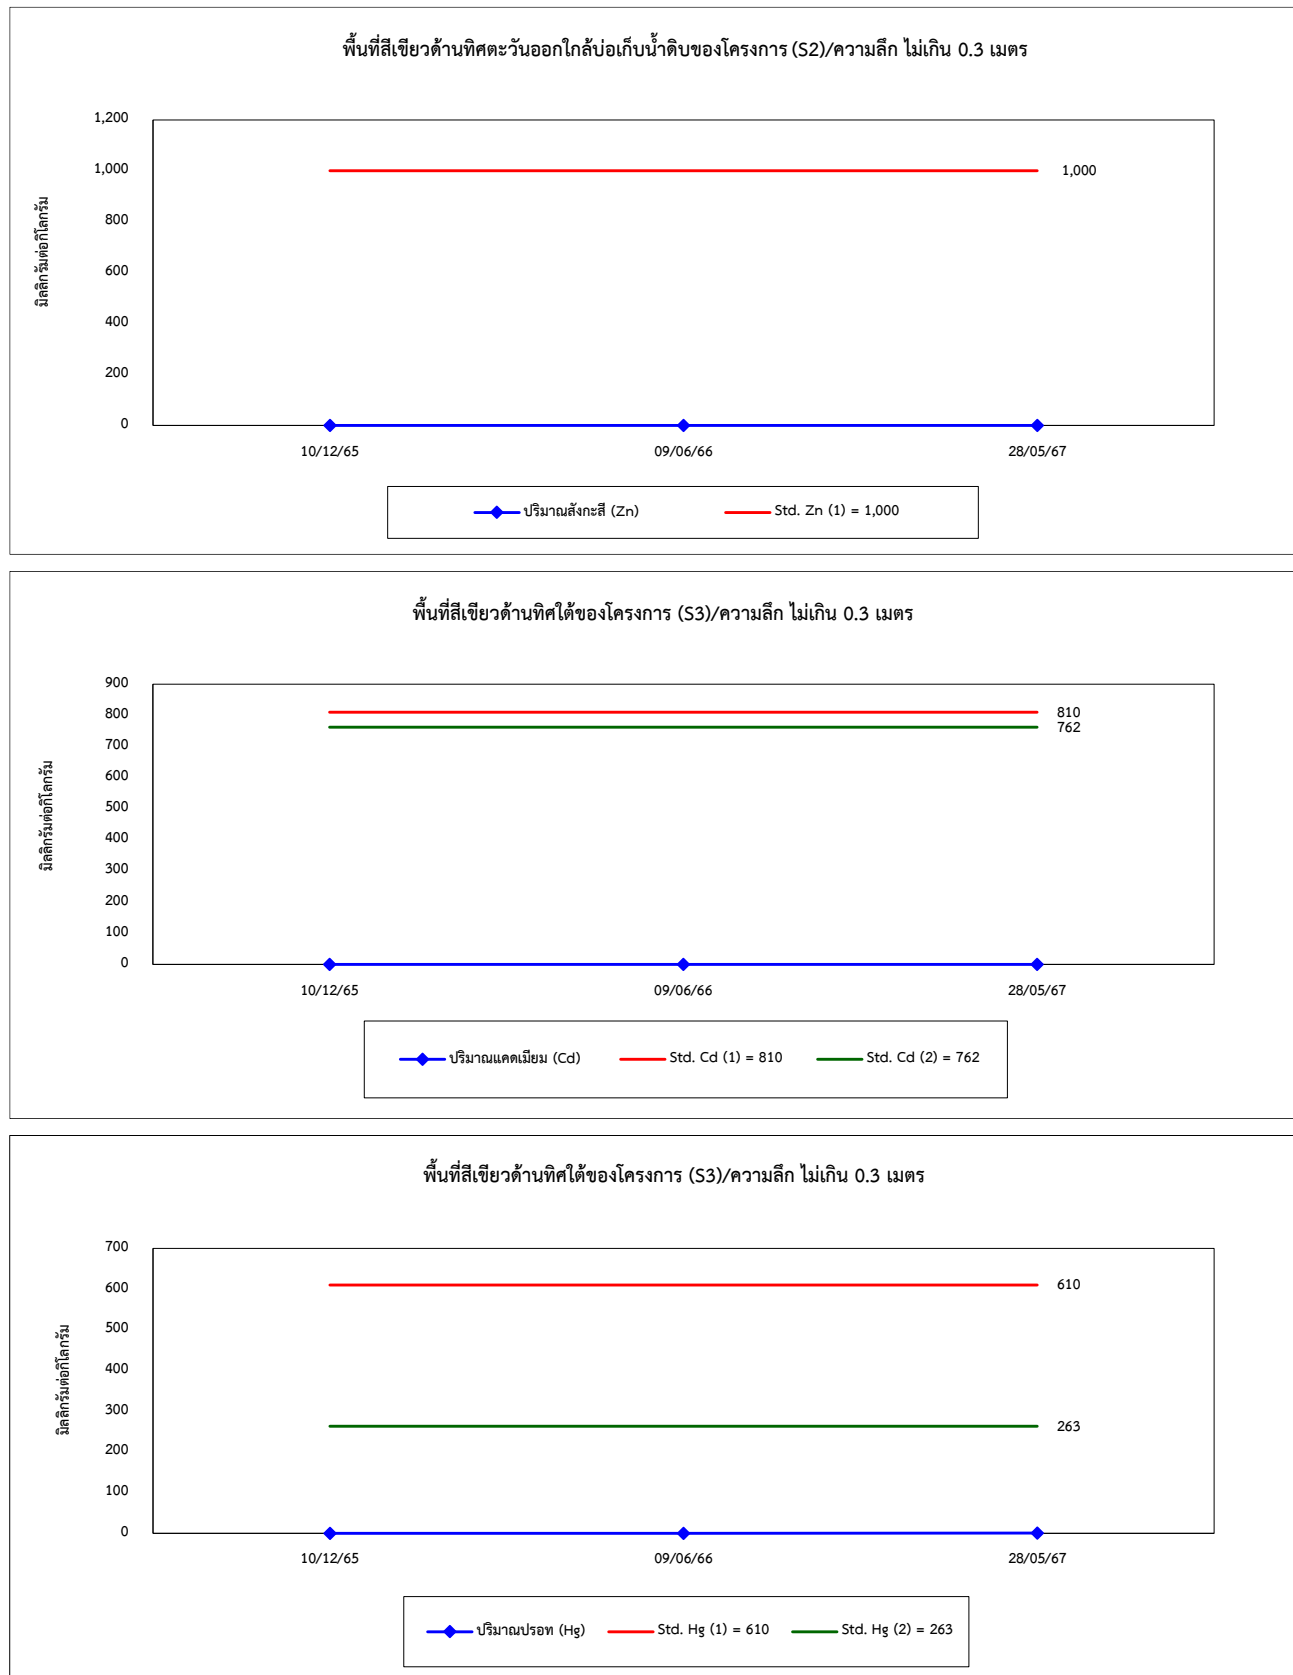 พื้นที่สีเขียวด้านทิศตะวันออกใกล้บ่อเก็บน้ำดิบของโครงการ (S2)/ความลึก ไม่เกิน 0.3 เมตร
มิลลิกรัมต่อกิโลกรัม
1,200
1,000
800
600
400
200
0
1,000
10/12/65 09/06/66 28/05/67
ปริมาณสังกะสี (Zn) Std. Zn (1) = 1,000
พื้นที่สีเขียวด้านทิศใต้ของโครงการ (S3)/ความลึก ไม่เกิน 0.3 เมตร
มิลลิกรัมต่อกิโลกรัม
900
800
700
600
500
400
300
200
100
0
810
762
10/12/65 09/06/66 28/05/67
ปริมาณแคดเมียม (Cd) Std. Cd (1) = 810 Std. Cd (2) = 762
พื้นที่สีเขียวด้านทิศใต้ของโครงการ (S3)/ความลึก ไม่เกิน 0.3 เมตร
มิลลิกรัมต่อกิโลกรัม
700
600
500
400
300
200
100
0
610
263
10/12/65 09/06/66 28/05/67
ปริมาณปรอท (Hg) Std. Hg (1) = 610 Std. Hg (2) = 263